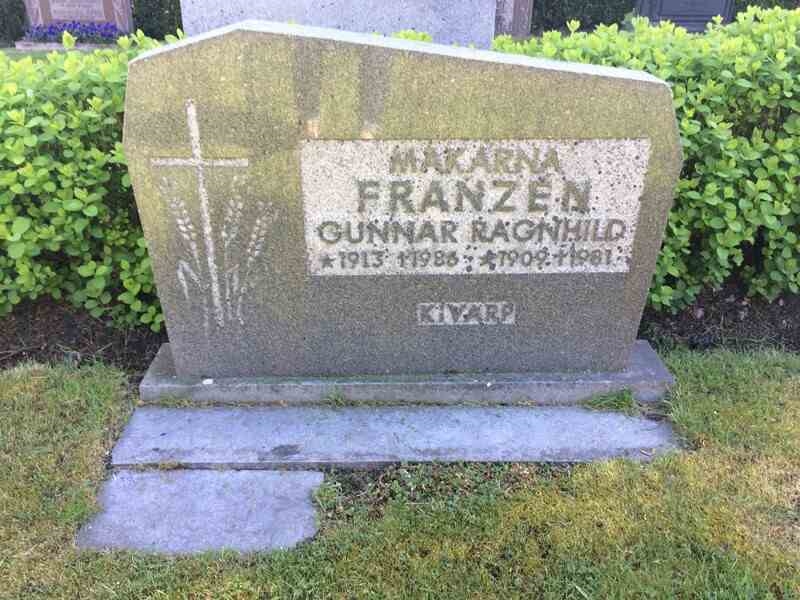 MAKARNA
FRANZÉN
GUNNAR RAGNHILD
★1913 †1986 ★1909 †1981
KIVARP